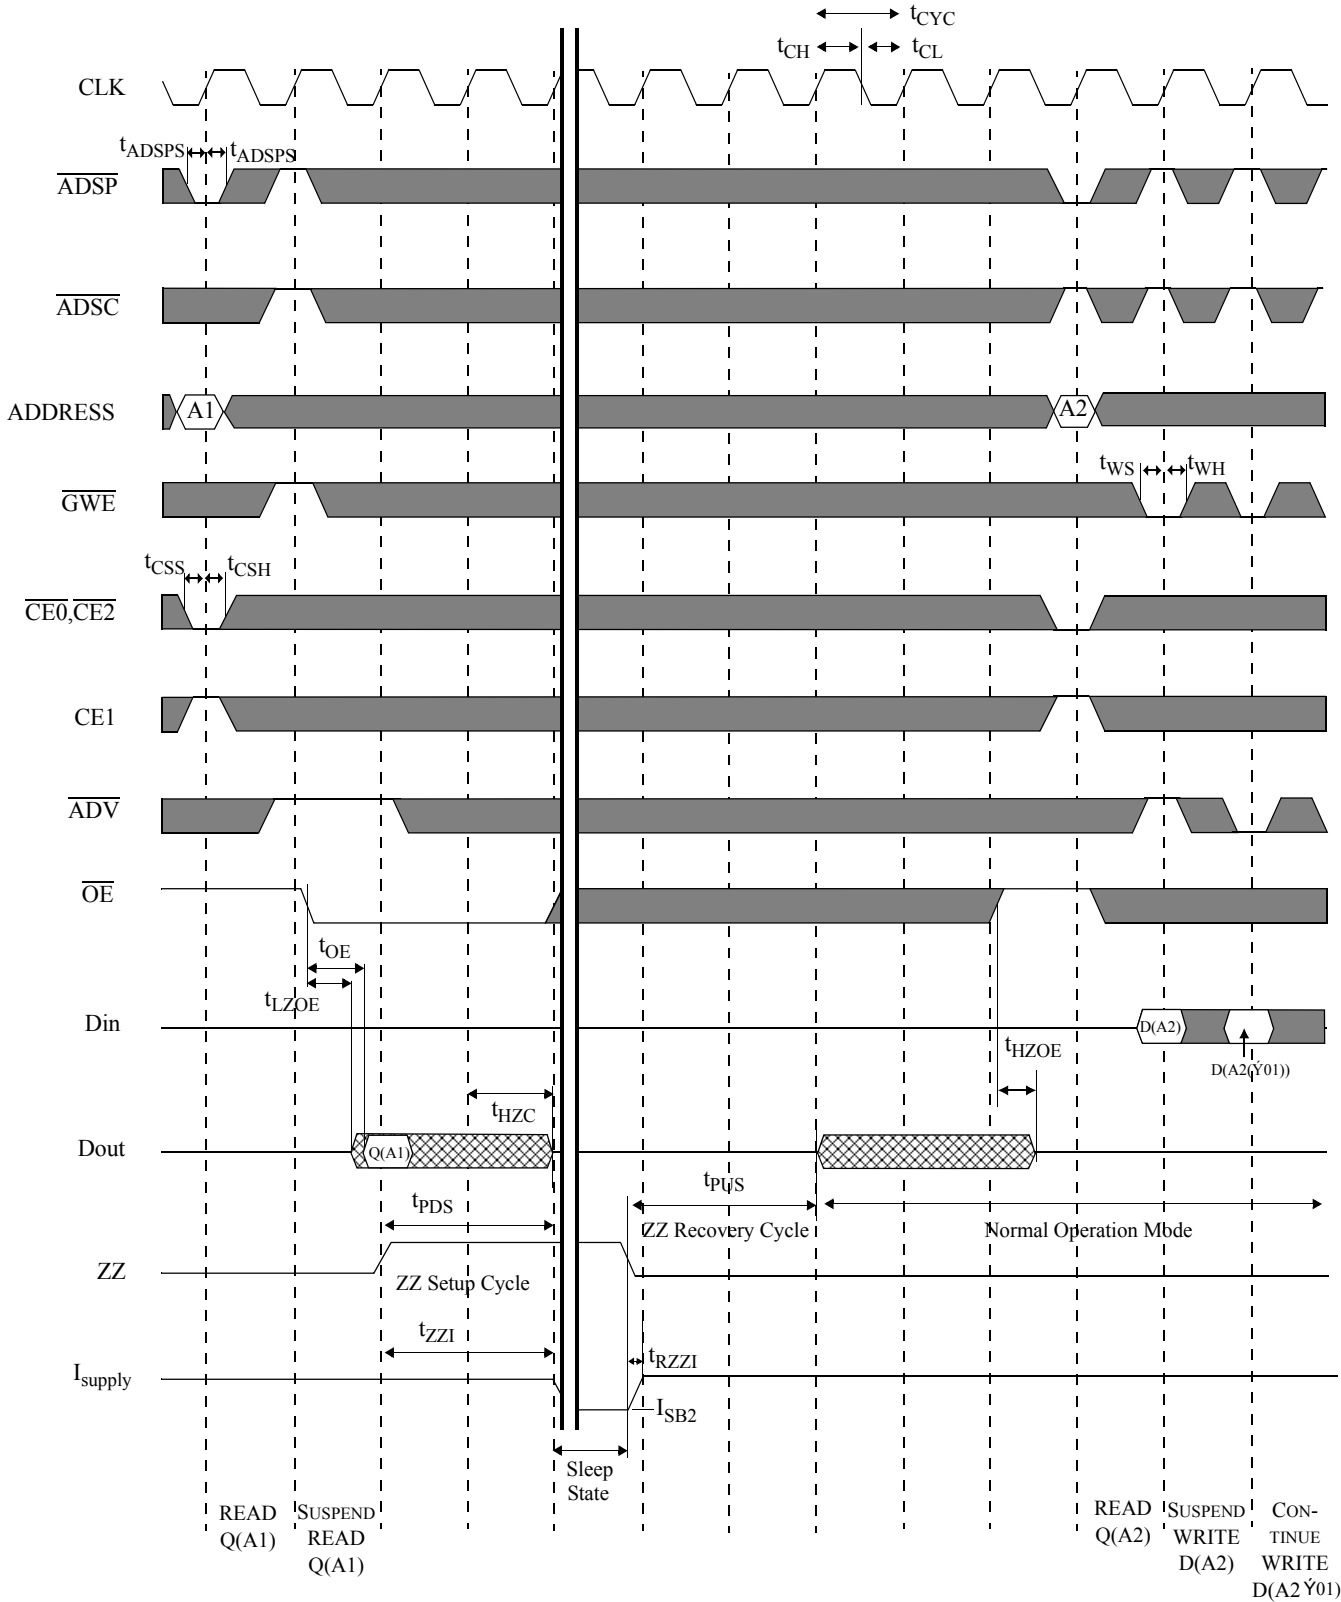 tCYC
tCH
tCL
CLK
tADSPS
tADSPS
ADSP
ADSC
ADDRESS
A1
A2
tWS
tWH
GWE
tCSS
tCSH
CE0,CE2
CE1
ADV
OE
tOE
tLZOE
Din
D(A2)
tHZOE
D(A2(Ý01))
tHZC
Dout
Q(A1)
tPUS
tPDS
ZZ Recovery Cycle
Normal Operation Mode
ZZ
ZZ Setup Cycle
tZZI
tRZZI
Isupply
ISB2
Sleep
State
READ
Q(A1)
SUSPEND
READ
Q(A1)
READ
Q(A2)
SUSPEND
WRITE
D(A2)
CON-
TINUE
WRITE
D(A2Ý01)